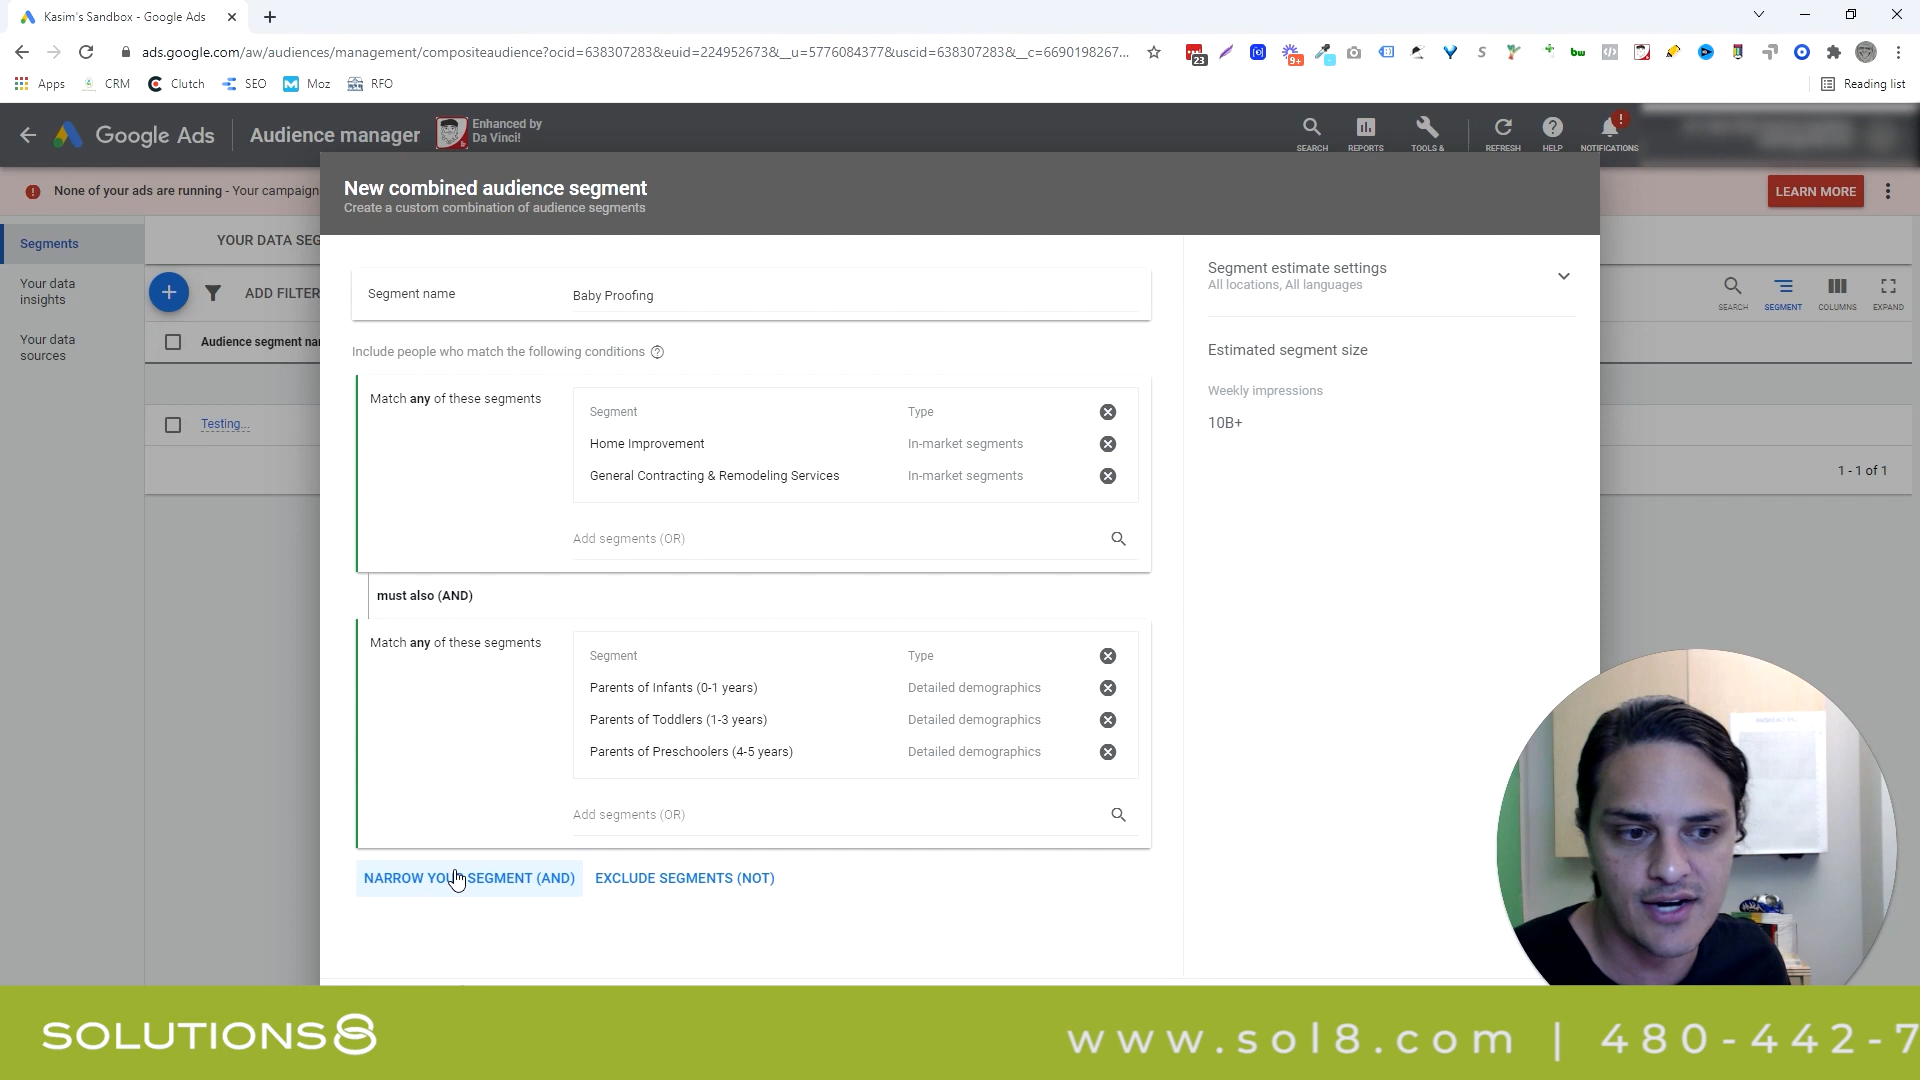 Kasim's Sandbox - Google Ads
ads.google.com/aw/audiences/management/compositeaudience?ocid=638307283&euid=224952673&__u=5776084377&uscid=638307283&__c=6690198267...
23
9+
Apps
CRM
Clutch
SEO
Moz
RFO
Reading list
Google Ads
Audience manager
Enhanced by
Da Vinci!
SEARCH
REPORTS
TOOLS &
REFRESH
HELP
NOTIFICATIONS
None of your ads are running - Your campaign
LEARN MORE
New combined audience segment
Create a custom combination of audience segments
Segments
Your data
insights
Your data
sources
YOUR DATA SEG
ADD FILTER
SEARCH
SEGMENT
COLUMNS
EXPAND
Audience segment na
Testing...
1 - 1 of 1
Segment name
Baby Proofing
Include people who match the following conditions
Match any of these segments
Segment
Type
Home Improvement
In-market segments
General Contracting & Remodeling Services
In-market segments
Add segments (OR)
must also (AND)
Match any of these segments
Segment
Type
Parents of Infants (0-1 years)
Detailed demographics
Parents of Toddlers (1-3 years)
Detailed demographics
Parents of Preschoolers (4-5 years)
Detailed demographics
Add segments (OR)
NARROW YOU SEGMENT (AND)
EXCLUDE SEGMENTS (NOT)
Segment estimate settings
All locations, All languages
Estimated segment size
Weekly impressions
10B+
SOLUTIONS8
www.sol8.com | 480-442-7